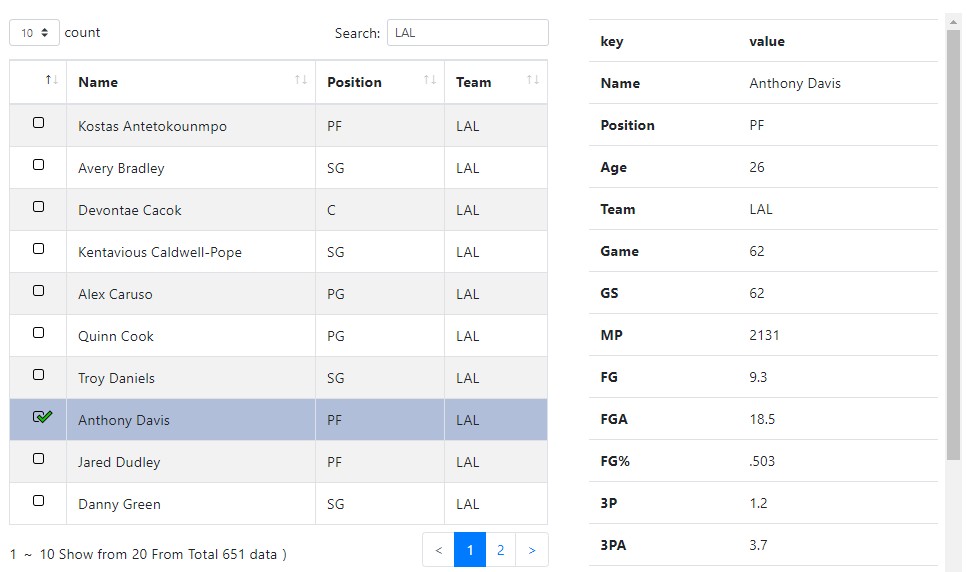 10 count Search: LAL
Name Position Team
Kostas Antetokounmpo PF LAL
Avery Bradley SG LAL
Devontae Cacok C LAL
Kentavious Caldwell-Pope SG LAL
Alex Caruso PG LAL
Quinn Cook PG LAL
Troy Daniels SG LAL
Anthony Davis PF LAL
Jared Dudley PF LAL
Danny Green SG LAL
1 ~ 10 Show from 20 From Total 651 data )
< 1 2 >
key value
Name Anthony Davis
Position PF
Age 26
Team LAL
Game 62
GS 62
MP 2131
FG 9.3
FGA 18.5
FG% .503
3P 1.2
3PA 3.7